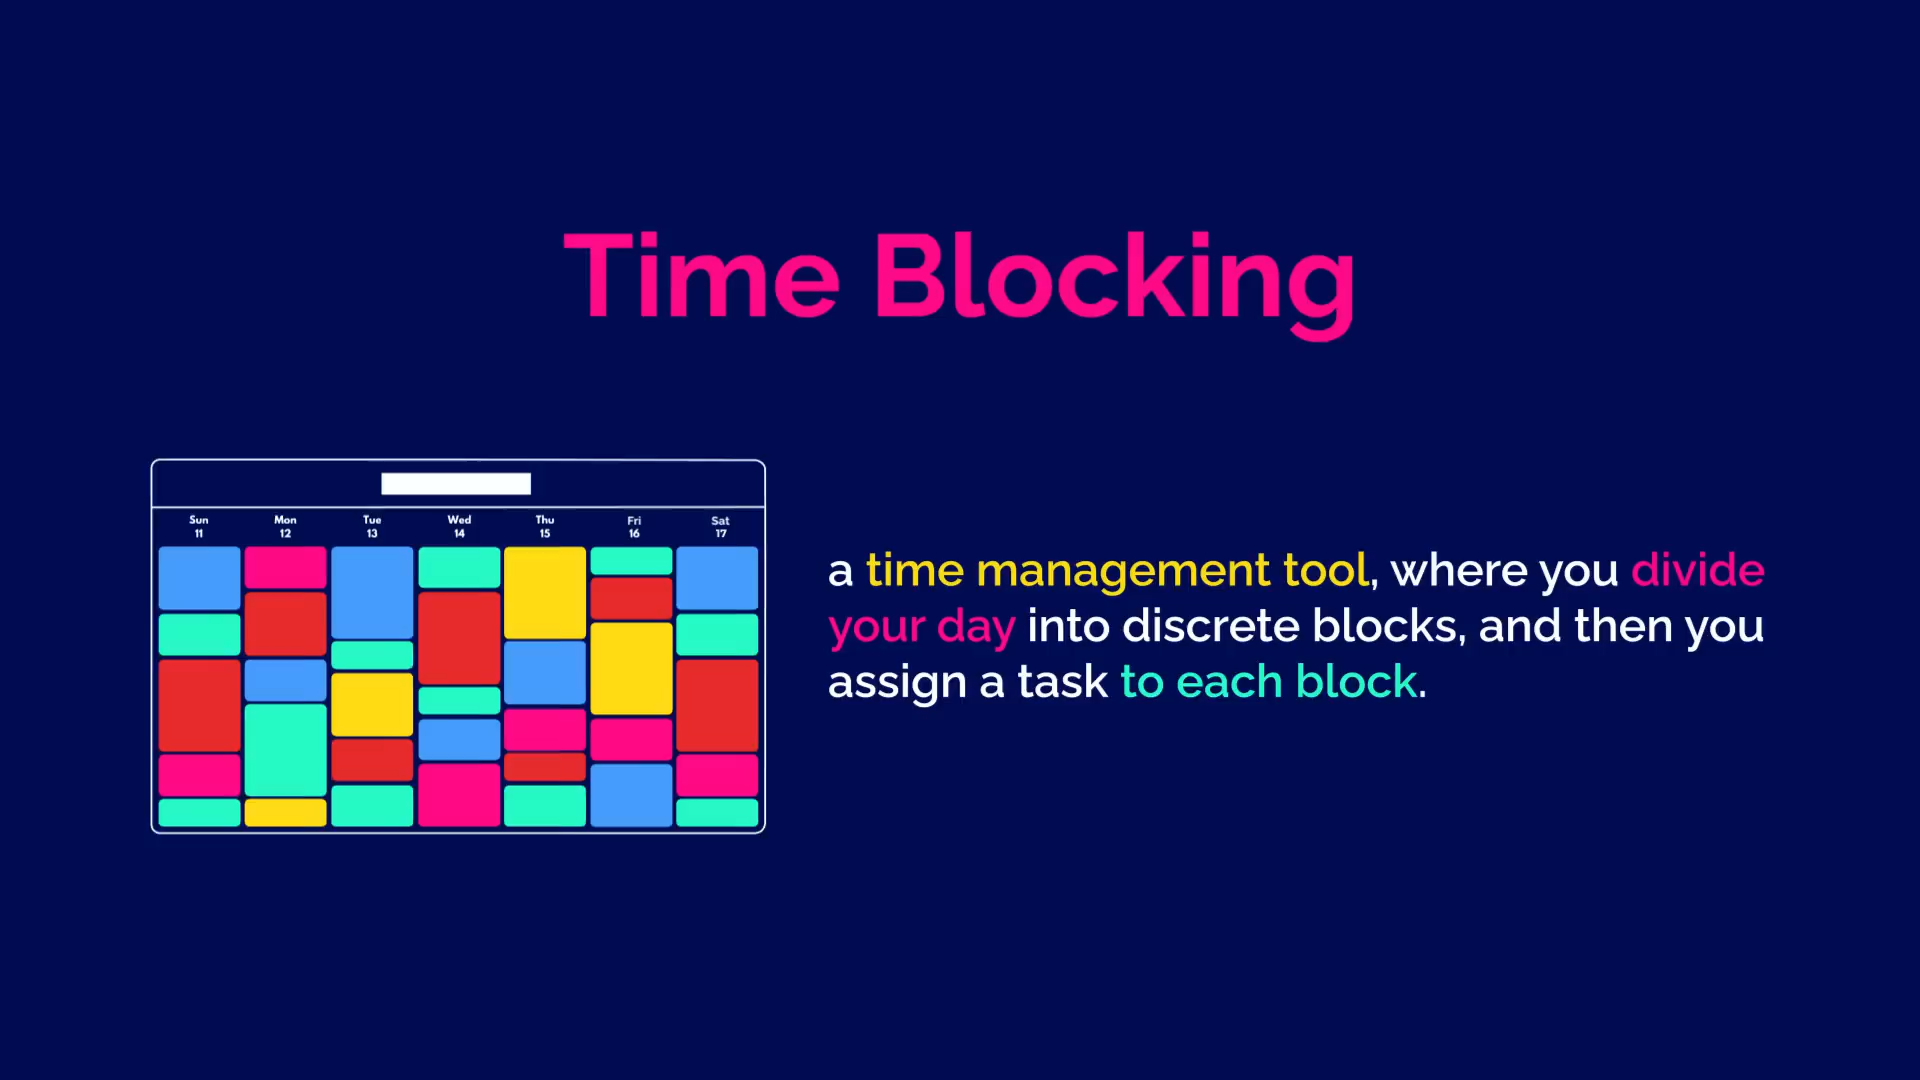 Time Blocking
Sun Mon Tue Wed Thu Fri Sat
11 12 13 14 15 16 17
a time management tool, where you divide
your day into discrete blocks, and then you
assign a task to each block.